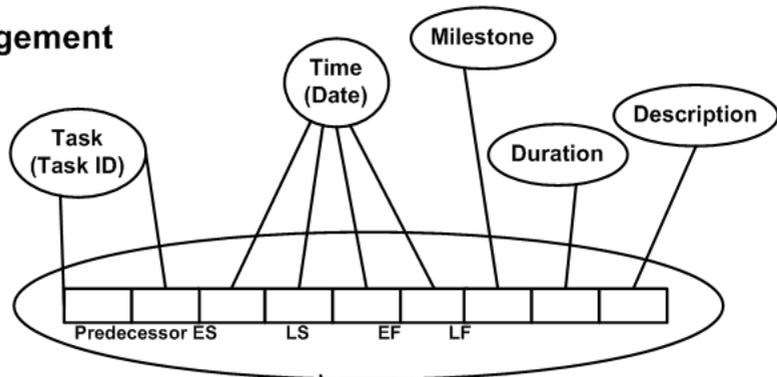 gement
Milestone
Time
(Date)
Description
Task
(Task ID)
Duration
Predecessor ES LS EF LF